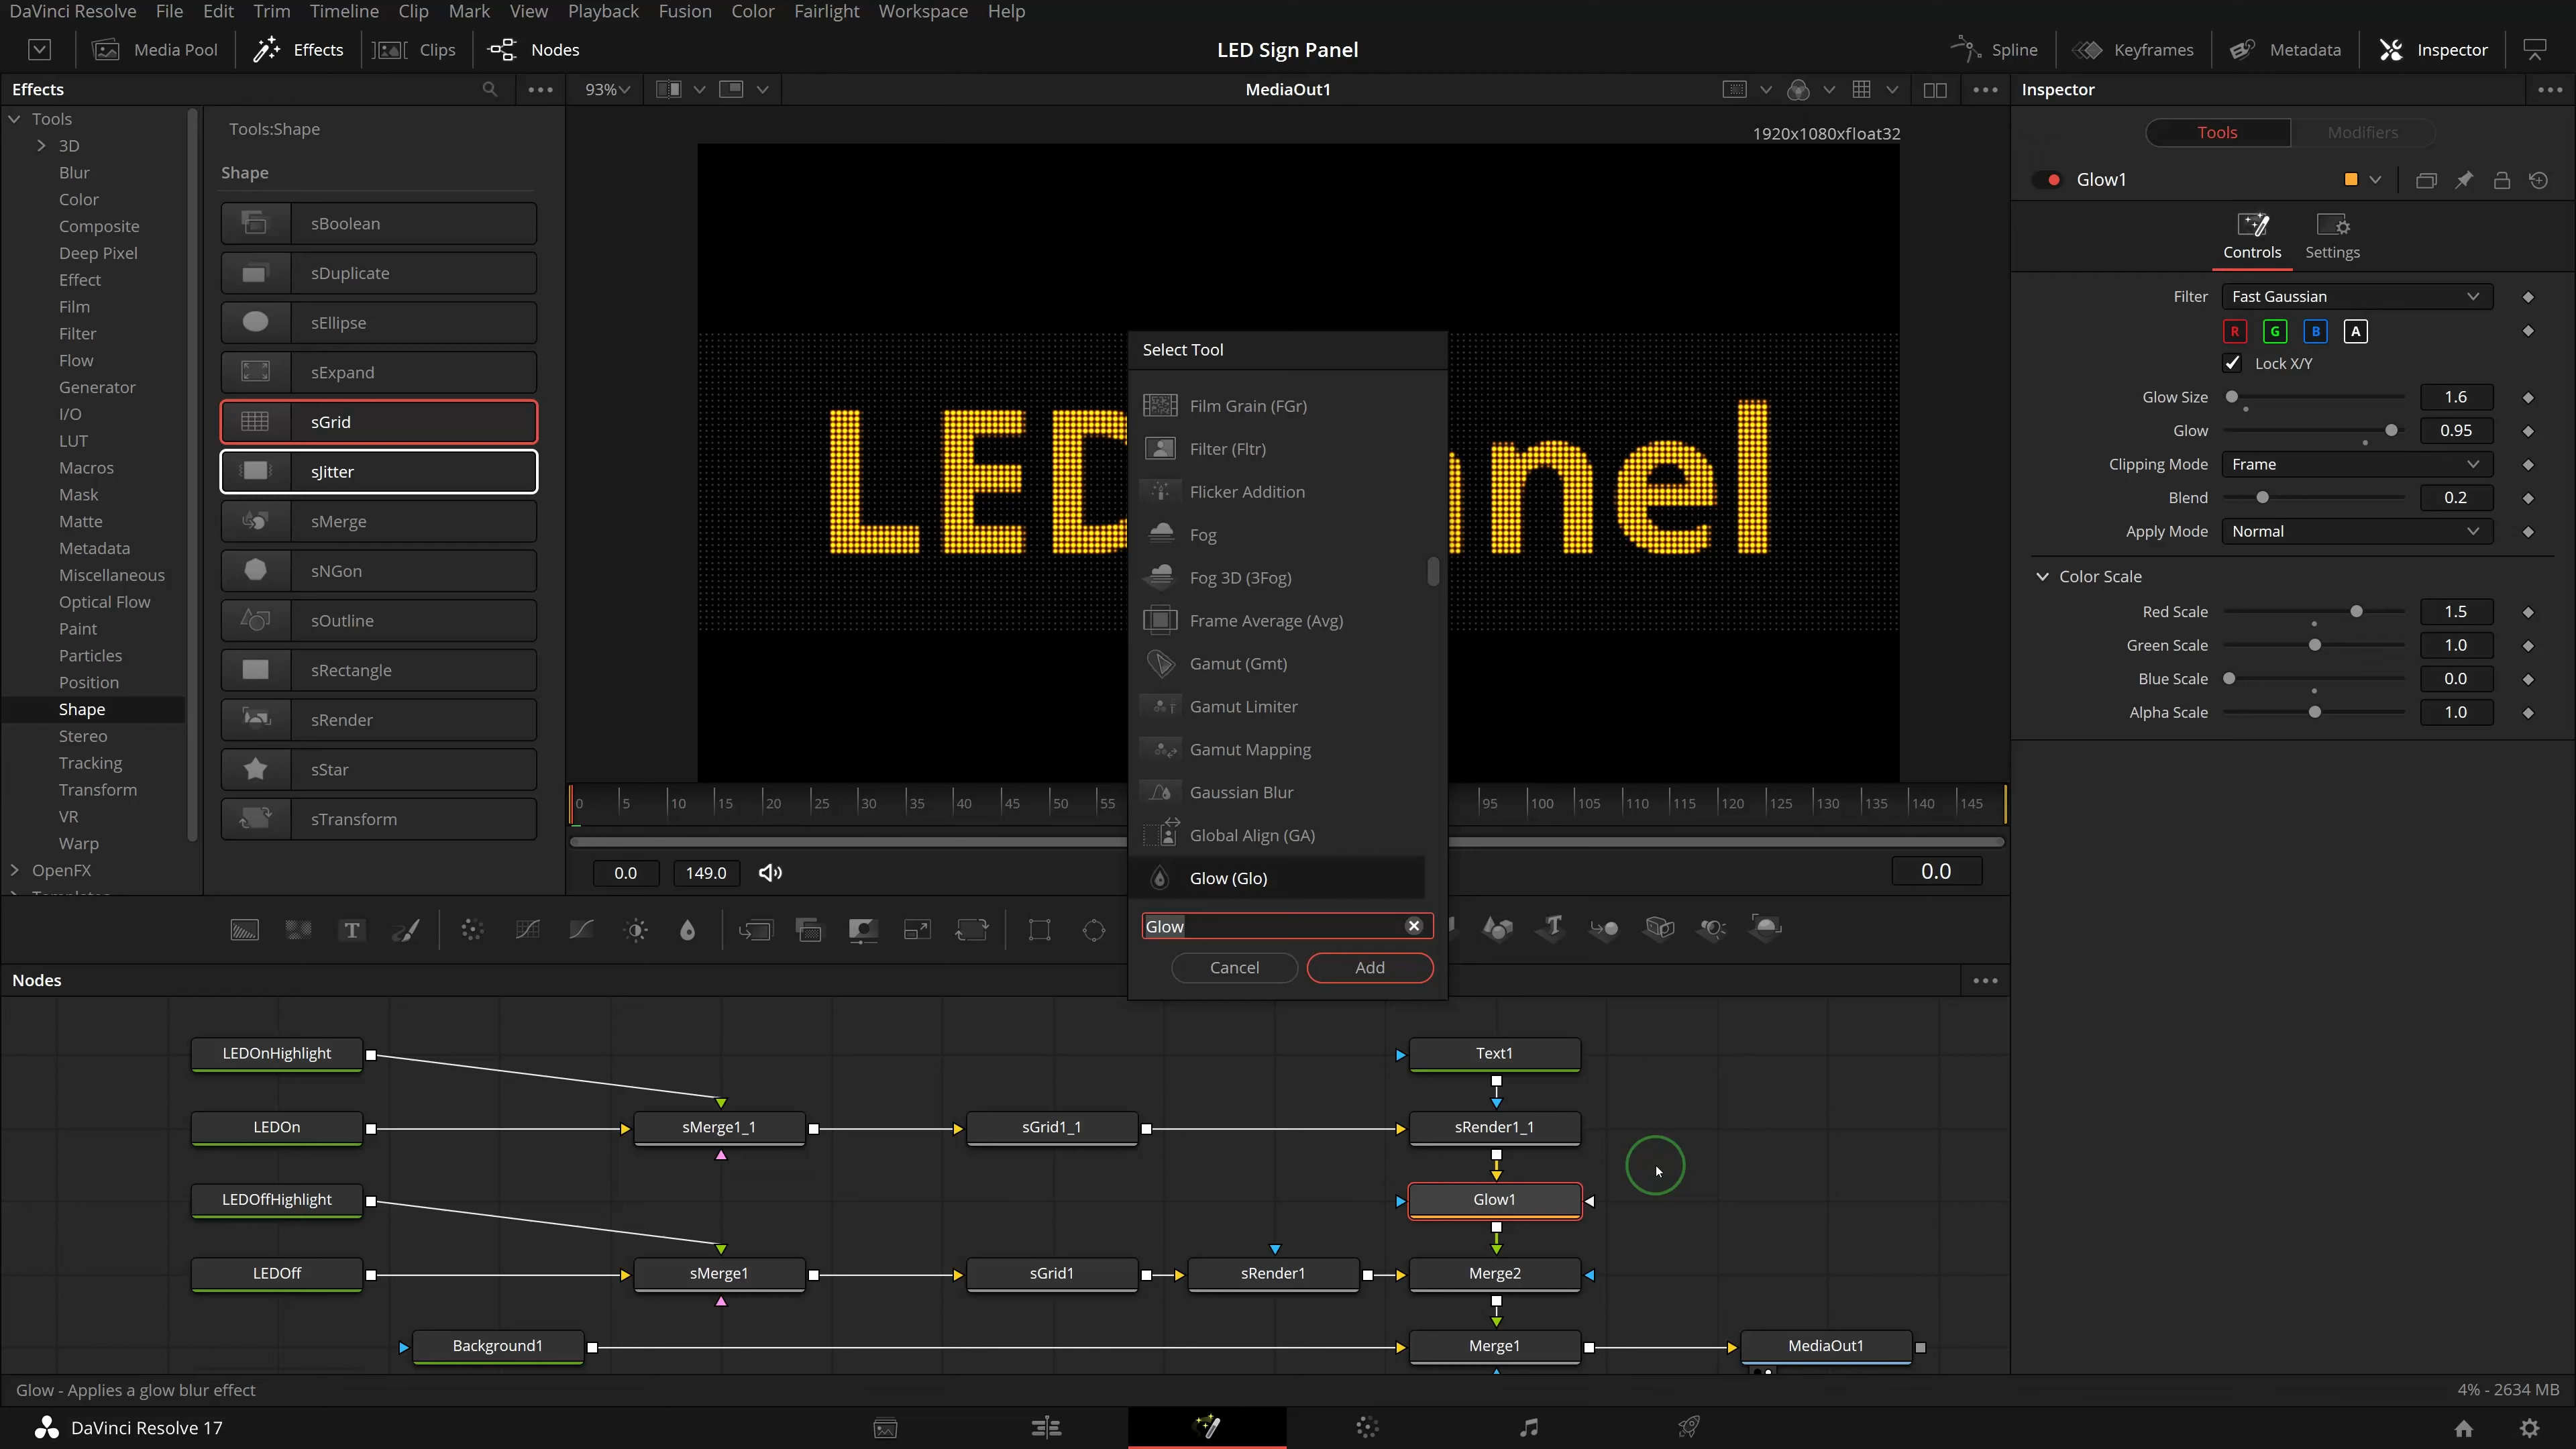 DaVinci Resolve File Edit Trim Timeline Clip Mark View Playback Fusion Color Fairlight Workspace Help
Media Pool Effects Clips Nodes LED Sign Panel Spline Keyframes Metadata Inspector
Effects 93% MediaOut1 Inspector
Tools
3D
Blur
Color
Composite
Deep Pixel
Effect
Film
Filter
Flow
Generator
I/O
LUT
Macros
Mask
Matte
Metadata
Miscellaneous
Optical Flow
Paint
Particles
Position
Shape
Stereo
Tracking
Transform
VR
Warp
OpenFX
Tools:Shape
Shape
sBoolean
sDuplicate
sEllipse
sExpand
sGrid
sJitter
sMerge
sNGon
sOutline
sRectangle
sRender
sStar
sTransform
1920x1080xfloat32
LED
nel
Select Tool
Film Grain (FGr)
Filter (Fltr)
Flicker Addition
Fog
Fog 3D (3Fog)
Frame Average (Avg)
Gamut (Gmt)
Gamut Limiter
Gamut Mapping
Gaussian Blur
Global Align (GA)
Glow (Glo)
Glow
Cancel Add
0 5 10 15 20 25 30 35 40 45 50 55 95 100 105 110 115 120 125 130 135 140 145
0.0 149.0 0.0
Tools Modifiers
Glow1
Controls Settings
Filter Fast Gaussian
R G B A
Lock X/Y
Glow Size 1.6
Glow 0.95
Clipping Mode Frame
Blend 0.2
Apply Mode Normal
Color Scale
Red Scale 1.5
Green Scale 1.0
Blue Scale 0.0
Alpha Scale 1.0
T T
Nodes
LEDOnHighlight Text1
LEDOn sMerge1_1 sGrid1_1 sRender1_1
LEDOffHighlight Glow1
LEDOff sMerge1 sGrid1 sRender1 Merge2
Background1 Merge1 MediaOut1
Glow - Applies a glow blur effect 4% - 2634 MB
DaVinci Resolve 17